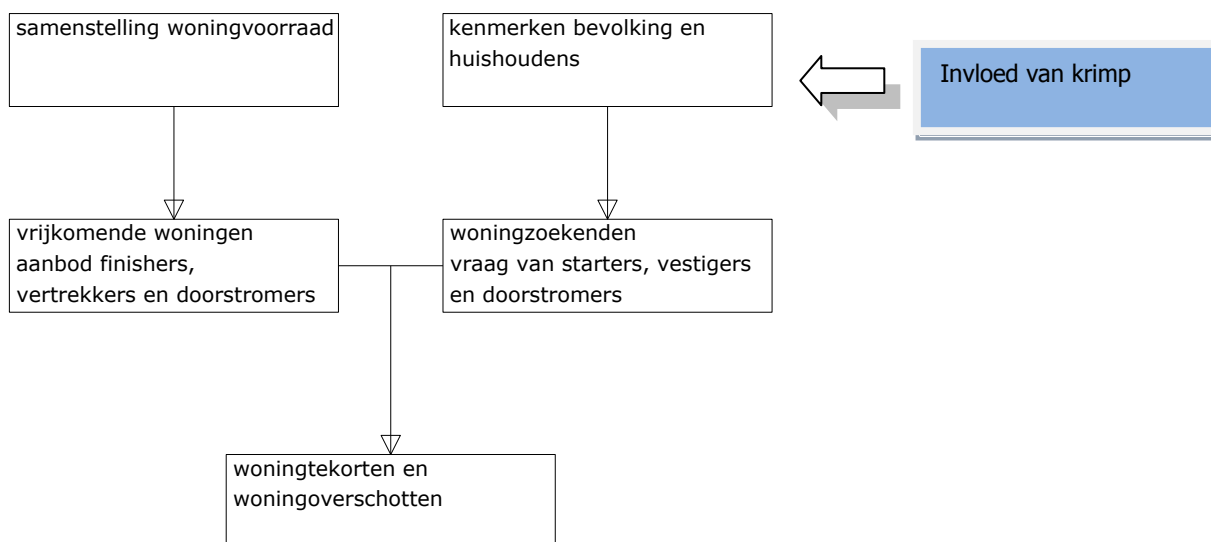 samenstelling woningvoorraad
kenmerken bevolking en
huishoudens
Invloed van krimp
vrijkomende woningen
aanbod finishers,
vertrekkers en doorstromers
woningzoekenden
vraag van starters, vestigers
en doorstromers
woningtekorten en
woningoverschotten